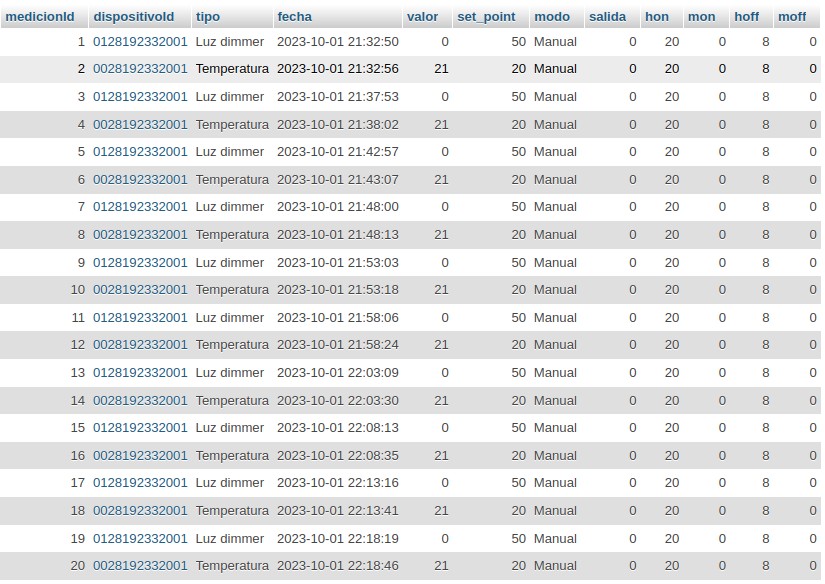 medicionId dispositivoId tipo fecha valor set_point modo salida hon mon hoff moff
1 0128192332001 Luz dimmer 2023-10-01 21:32:50 0 50 Manual 0 20 0 8 0
2 0028192332001 Temperatura 2023-10-01 21:32:56 21 20 Manual 0 20 0 8 0
3 0128192332001 Luz dimmer 2023-10-01 21:37:53 0 50 Manual 0 20 0 8 0
4 0028192332001 Temperatura 2023-10-01 21:38:02 21 20 Manual 0 20 0 8 0
5 0128192332001 Luz dimmer 2023-10-01 21:42:57 0 50 Manual 0 20 0 8 0
6 0028192332001 Temperatura 2023-10-01 21:43:07 21 20 Manual 0 20 0 8 0
7 0128192332001 Luz dimmer 2023-10-01 21:48:00 0 50 Manual 0 20 0 8 0
8 0028192332001 Temperatura 2023-10-01 21:48:13 21 20 Manual 0 20 0 8 0
9 0128192332001 Luz dimmer 2023-10-01 21:53:03 0 50 Manual 0 20 0 8 0
10 0028192332001 Temperatura 2023-10-01 21:53:18 21 20 Manual 0 20 0 8 0
11 0128192332001 Luz dimmer 2023-10-01 21:58:06 0 50 Manual 0 20 0 8 0
12 0028192332001 Temperatura 2023-10-01 21:58:24 21 20 Manual 0 20 0 8 0
13 0128192332001 Luz dimmer 2023-10-01 22:03:09 0 50 Manual 0 20 0 8 0
14 0028192332001 Temperatura 2023-10-01 22:03:30 21 20 Manual 0 20 0 8 0
15 0128192332001 Luz dimmer 2023-10-01 22:08:13 0 50 Manual 0 20 0 8 0
16 0028192332001 Temperatura 2023-10-01 22:08:35 21 20 Manual 0 20 0 8 0
17 0128192332001 Luz dimmer 2023-10-01 22:13:16 0 50 Manual 0 20 0 8 0
18 0028192332001 Temperatura 2023-10-01 22:13:41 21 20 Manual 0 20 0 8 0
19 0128192332001 Luz dimmer 2023-10-01 22:18:19 0 50 Manual 0 20 0 8 0
20 0028192332001 Temperatura 2023-10-01 22:18:46 21 20 Manual 0 20 0 8 0